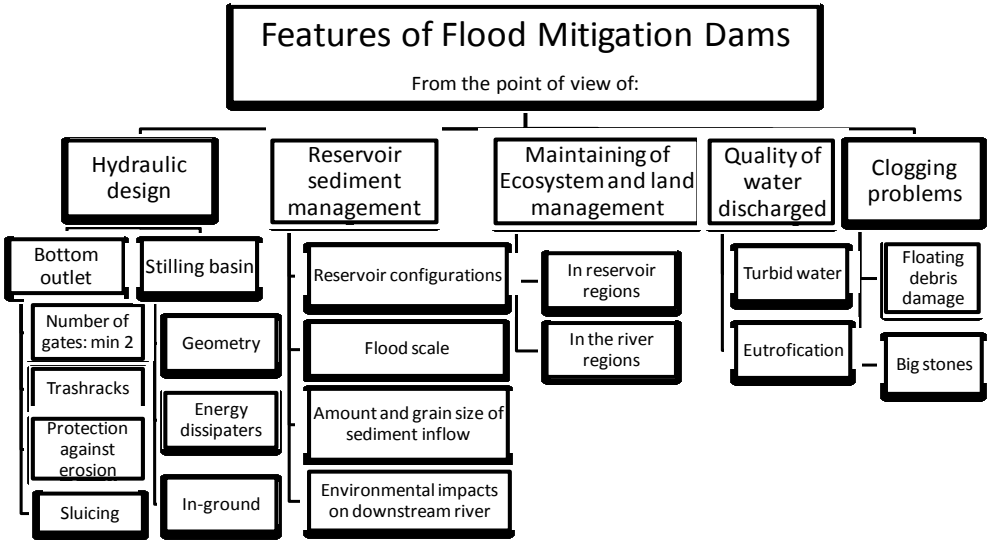 Features of Flood Mitigation Dams
From the point of view of:
Hydraulic
design
Bottom
outlet
Number of
gates: min 2
Trashracks
Protection
against
erosion
Sluicing
Stilling basin
Geometry
Energy
dissipaters
In-ground
Reservoir
sediment
management
Reservoir configurations
Flood scale
Amount and grain size of
sediment inflow
Environmental impacts
on downstream river
Maintaining of
Ecosystem and land
management
In reservoir
regions
In the river
regions
Quality of
water
discharged
Turbid water
Eutrofication
Clogging
problems
Floating
debris
damage
Big stones